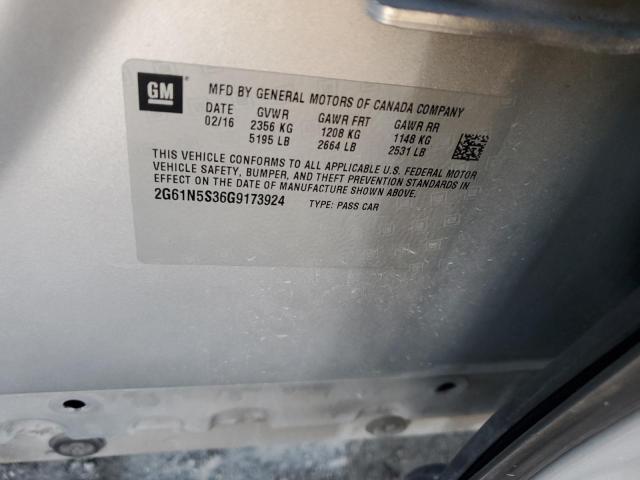 GM
MFD BY GENERAL MOTORS OF CANADA COMPANY
DATE GVWR GAWR FRT GAWR RR
02/16 2356 KG 1208 KG 1148 KG
5195 LB 2664 LB 2531 LB
THIS VEHICLE CONFORMS TO ALL APPLICABLE U.S. FEDERAL MOTOR
VEHICLE SAFETY, BUMPER, AND THEFT PREVENTION STANDARDS IN
EFFECT ON THE DATE OF MANUFACTURE SHOWN ABOVE.
2G61N5S36G9173924 TYPE: PASS CAR